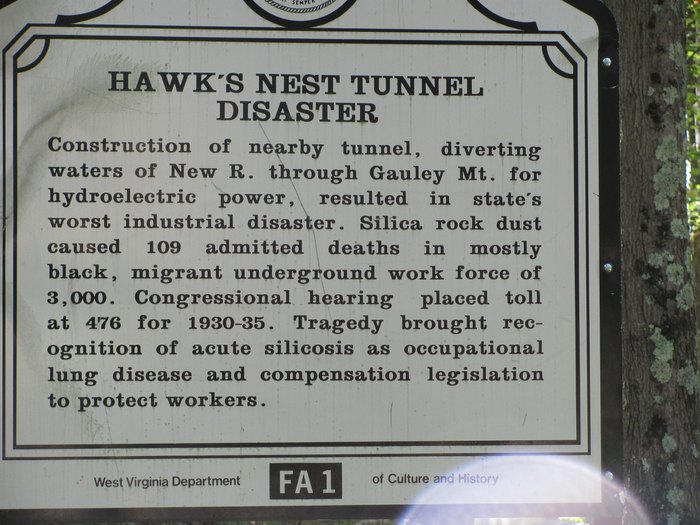 SEMPER
HAWK'S NEST TUNNEL
DISASTER
Construction of nearby tunnel, diverting
waters of New R. through Gauley Mt. for
hydroelectric power, resulted in state's
worst industrial disaster. Silica rock dust
caused 109 admitted deaths in mostly
black, migrant underground work force of
3,000. Congressional hearing placed toll
at 476 for 1930-35. Tragedy brought rec-
ognition of acute silicosis as occupational
lung disease and compensation legislation
to protect workers.
West Virginia Department FA 1 of Culture and History